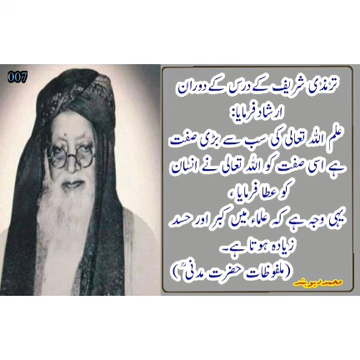 007
ترمذی شریف کے درس کے دوران
ارشاد فرمایا:
علم اللہ تعالیٰ کی سب سے بڑی صفت
ہے اسی صفت کو اللہ تعالیٰ نے انسان
کو عطا فرمایا،
یہی وجہ ہے کہ علماء میں کبر اور حسد
زیادہ ہوتا ہے۔
(ملفوظات حضرت مدنیؒ)